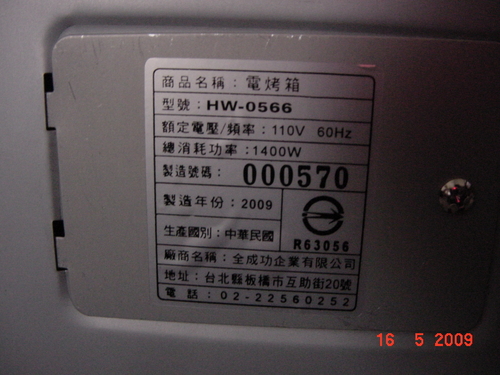 商品名稱：電烤箱
型號：HW-0566
額定電壓/頻率：110V 60Hz
總消耗功率：1400W
製造號碼：000570
製造年份：2009
生產國別：中華民國
R63056
廠商名稱：全成功企業有限公司
地址：台北縣板橋市互助街20號
電話：02-22560252
16 5 2009